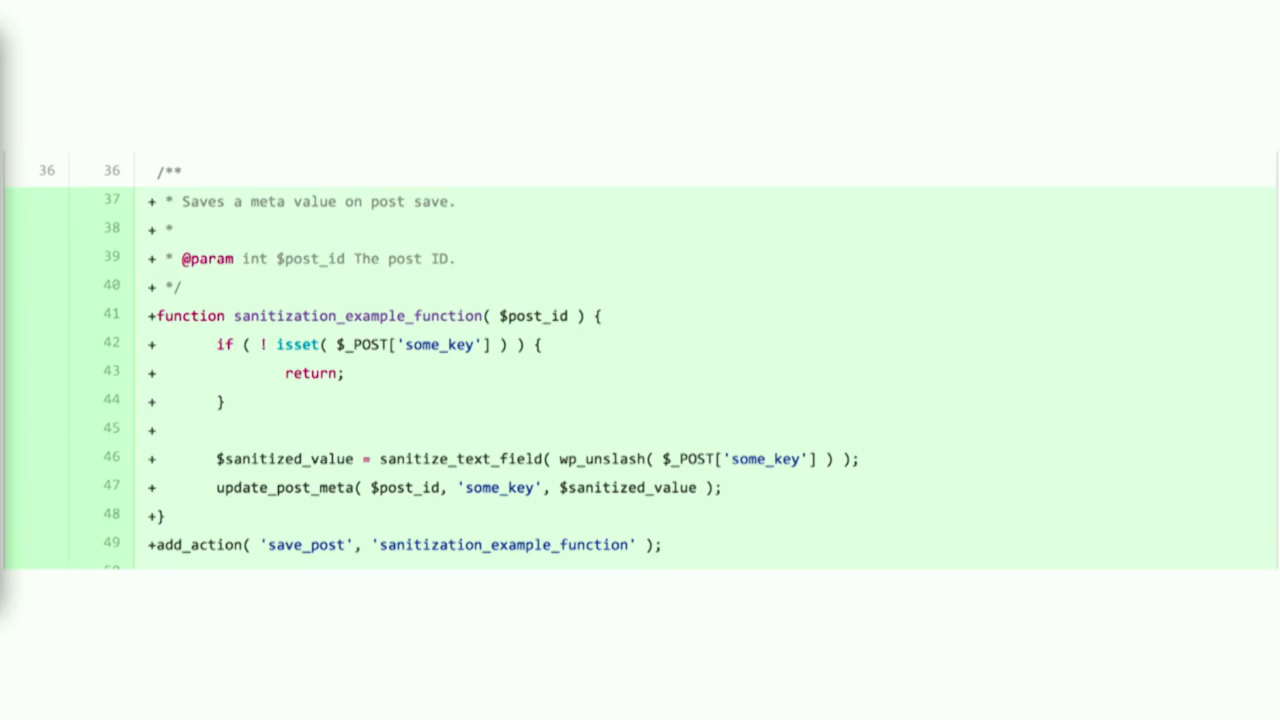 36 36 /**
37 + * Saves a meta value on post save.
38 + *
39 + * @param int $post_id The post ID.
40 + */
41 +function sanitization_example_function( $post_id ) {
42 + if ( ! isset( $_POST['some_key'] ) ) {
43 + return;
44 + }
45 +
46 + $sanitized_value = sanitize_text_field( wp_unslash( $_POST['some_key'] ) );
47 + update_post_meta( $post_id, 'some_key', $sanitized_value );
48 +}
49 +add_action( 'save_post', 'sanitization_example_function' );